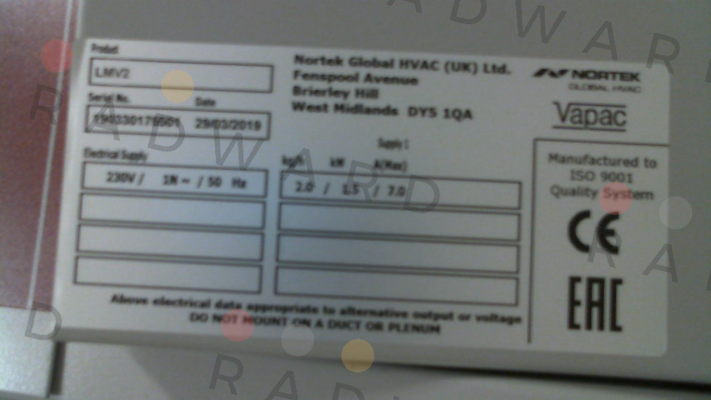 Product
LMV2
Serial No. Date
29/03/2019
Nortek Global HVAC (UK) Ltd.
Fenspool Avenue
Brierley Hill
West Midlands DY5 1QA
NORTEK
GLOBAL HVAC
Vapac
Electrical Supply
230V / 1N ~ / 50 Hz
Supply 1
kg/h kW A(Max)
2.0 / 1.5 / 7.0
Manufactured to
ISO 9001
Quality System
CE
EAC
Above electrical data appropriate to alternative output or voltage
DO NOT MOUNT ON A DUCT OR PLENUM
RADWARD
RADWARD
RAD
RADWARD